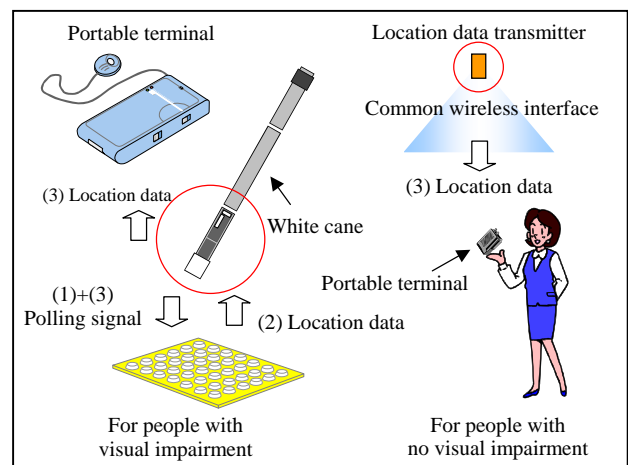 Portable terminal
(3) Location data
White cane
(1)+(3)
Polling signal
(2) Location data
For people with
visual impairment
Location data transmitter
Common wireless interface
(3) Location data
Portable
terminal
For people with
no visual impairment